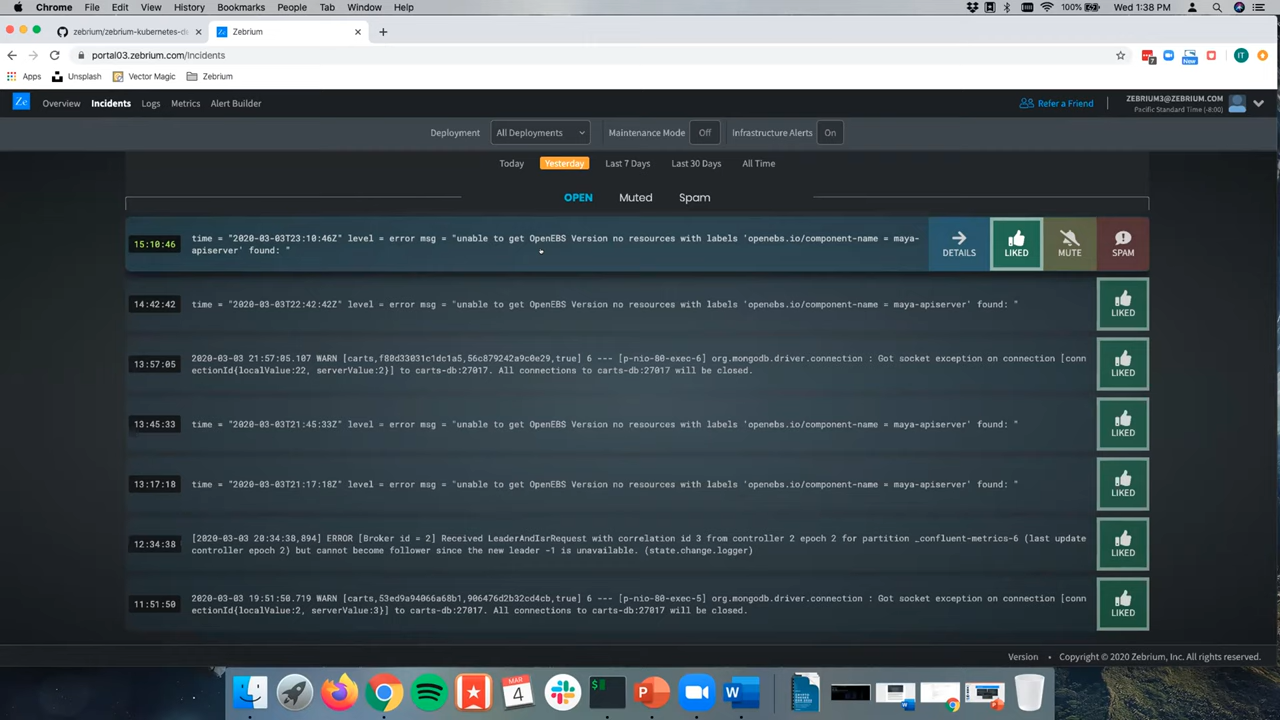 Chrome File Edit View History Bookmarks People Tab Window Help 100% Wed 1:38 PM
zebrium/zebrium-kubernetes-d Zebrium
portal03.zebrium.com/Incidents 7 New IT
Apps Unsplash Vector Magic Zebrium
Ze Overview Incidents Logs Metrics Alert Builder Refer a Friend ZEBRIUM3@ZEBRIUM.COM
Pacific Standard Time (-8:00)
Deployment All Deployments Maintenance Mode Off Infrastructure Alerts On
Today Yesterday Last 7 Days Last 30 Days All Time
OPEN Muted Spam
15:10:46 time = "2020-03-03T23:10:46Z" level = error msg = "unable to get OpenEBS Version no resources with labels 'openebs.io/component-name = maya-
apiserver' found: "
DETAILS LIKED MUTE SPAM
14:42:42 time = "2020-03-03T22:42:42Z" level = error msg = "unable to get OpenEBS Version no resources with labels 'openebs.io/component-name = maya-apiserver' found: " LIKED
13:57:05 2020-03-03 21:57:05.107 WARN [carts,f80d33031c1dc1a5,56c879242a9c0e29,true] 6 --- [p-nio-80-exec-6] org.mongodb.driver.connection : Got socket exception on connection [conn
ectionId{localValue:22, serverValue:2}] to carts-db:27017. All connections to carts-db:27017 will be closed. LIKED
13:45:33 time = "2020-03-03T21:45:33Z" level = error msg = "unable to get OpenEBS Version no resources with labels 'openebs.io/component-name = maya-apiserver' found: " LIKED
13:17:18 time = "2020-03-03T21:17:18Z" level = error msg = "unable to get OpenEBS Version no resources with labels 'openebs.io/component-name = maya-apiserver' found: " LIKED
12:34:38 [2020-03-03 20:34:38,894] ERROR [Broker id = 2] Received LeaderAndIsrRequest with correlation id 3 from controller 2 epoch 2 for partition _confluent-metrics-6 (last update
controller epoch 2) but cannot become follower since the new leader -1 is unavailable. (state.change.logger) LIKED
11:51:50 2020-03-03 19:51:50.719 WARN [carts,53ed9a94066a68b1,906476d2b32cd4cb,true] 6 --- [p-nio-80-exec-5] org.mongodb.driver.connection : Got socket exception on connection [conn
ectionId{localValue:2, serverValue:3}] to carts-db:27017. All connections to carts-db:27017 will be closed. LIKED
Version • Copyright © 2020 Zebrium, Inc. All rights reserved.
MAR
4